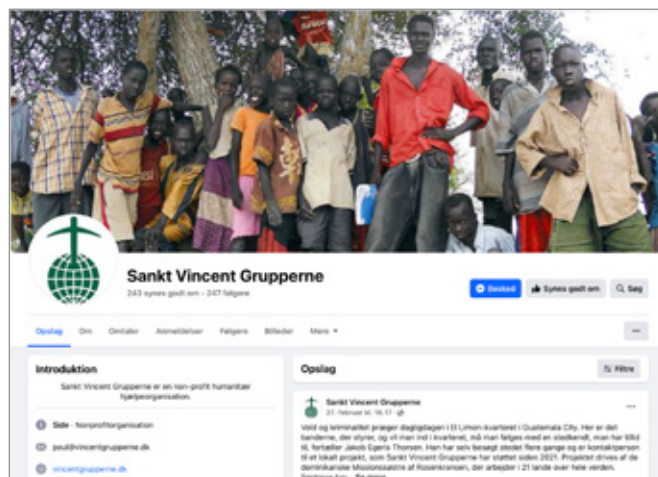 Sankt Vincent Grupperne
243 synes godt om • 247 følgere
Besked
Synes godt om
Søg
Opslag Om Omtaler Anmeldelser Følgere Billeder Mere
Introduktion
Sankt Vincent Grupperne er en non-profit humanitær
hjælpeorganisation.
Side · Nonprofitorganisation
poul@vincentgrupperne.dk
vincentgrupperne.dk
Opslag
Filtre
Sankt Vincent Grupperne
27. februar kl. 16.17
Vold og kriminalitet præger dagligdagen i El Limon-kvarteret i Guatemala City. Her er det
banderne, der styrer, og vil man ind i kvarteret, må man følges med en stedkendt, man har tillid
til, fortæller Jakob Egeris Thorsen. Han har selv besøgt stedet flere gange og er kontaktperson
til et lokalt projekt, som Sankt Vincent Grupperne har støttet siden 2021. Projektet drives af de
dominikanske Missionssøstre af Rosenkransen, der arbejder i 21 lande over hele verden.